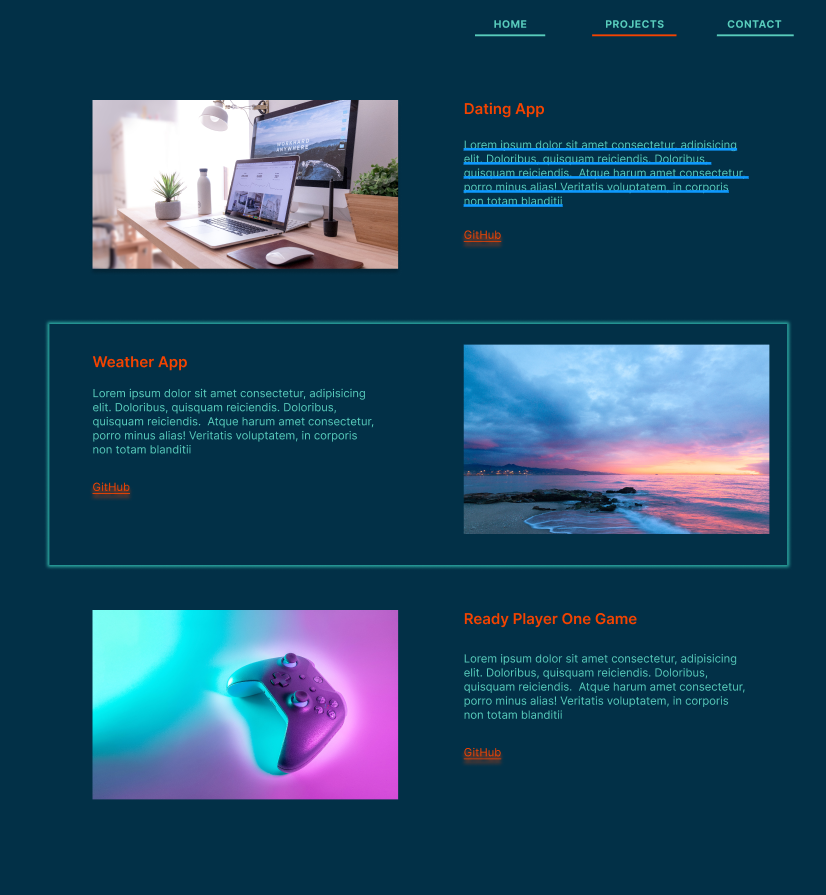 HOME PROJECTS CONTACT
WORKHARD
ANYWHERE
Dating App
Lorem ipsum dolor sit amet consectetur, adipisicing
elit. Doloribus, quisquam reiciendis. Doloribus,
quisquam reiciendis.  Atque harum amet consectetur,
porro minus alias! Veritatis voluptatem, in corporis
non totam blanditii
GitHub
Weather App
Lorem ipsum dolor sit amet consectetur, adipisicing
elit. Doloribus, quisquam reiciendis. Doloribus,
quisquam reiciendis.  Atque harum amet consectetur,
porro minus alias! Veritatis voluptatem, in corporis
non totam blanditii
GitHub
Ready Player One Game
Lorem ipsum dolor sit amet consectetur, adipisicing
elit. Doloribus, quisquam reiciendis. Doloribus,
quisquam reiciendis.  Atque harum amet consectetur,
porro minus alias! Veritatis voluptatem, in corporis
non totam blanditii
GitHub